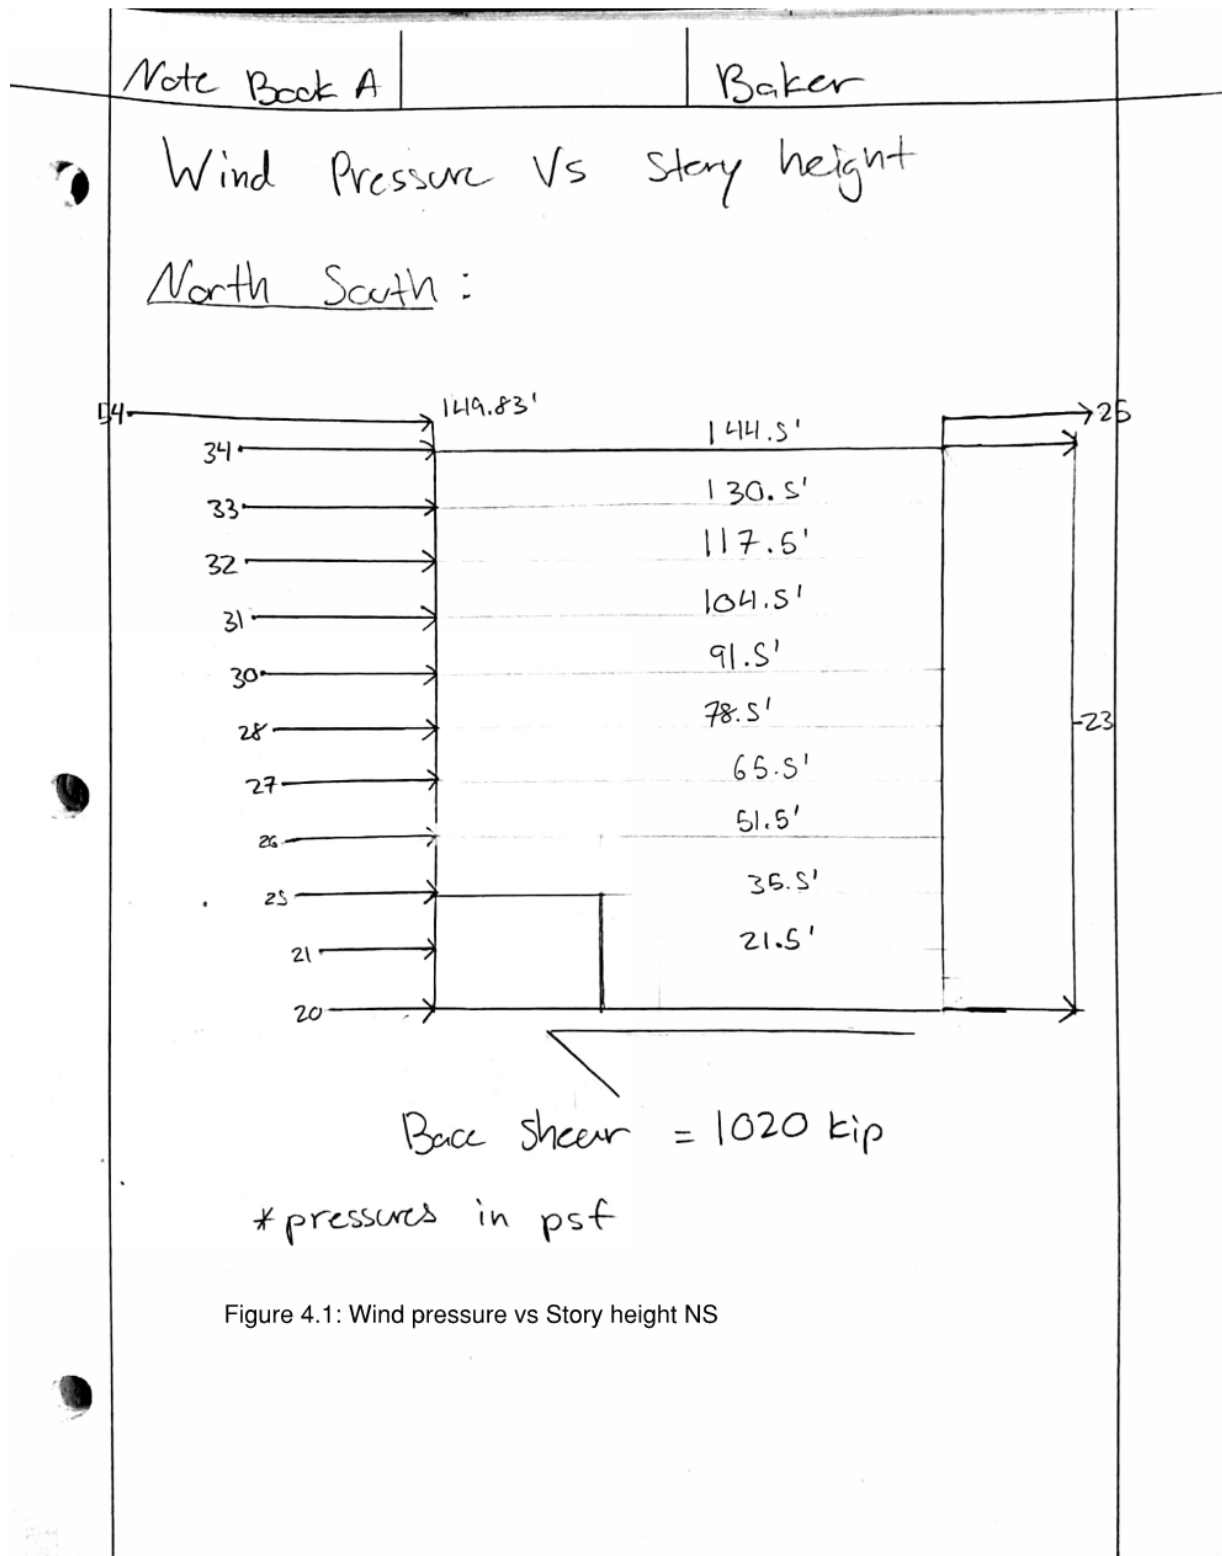 Note Book A Baker
Wind Pressure Vs Story height
North South:
54 149.83' 144.5' 26
34
33 130.5'
32 117.5'
31 104.5'
30 91.5'
28 78.5' 23
27 65.5'
26 51.5'
25 35.5'
21 21.5'
20
Base Shear = 1020 kip
*pressures in psf
Figure 4.1: Wind pressure vs Story height NS